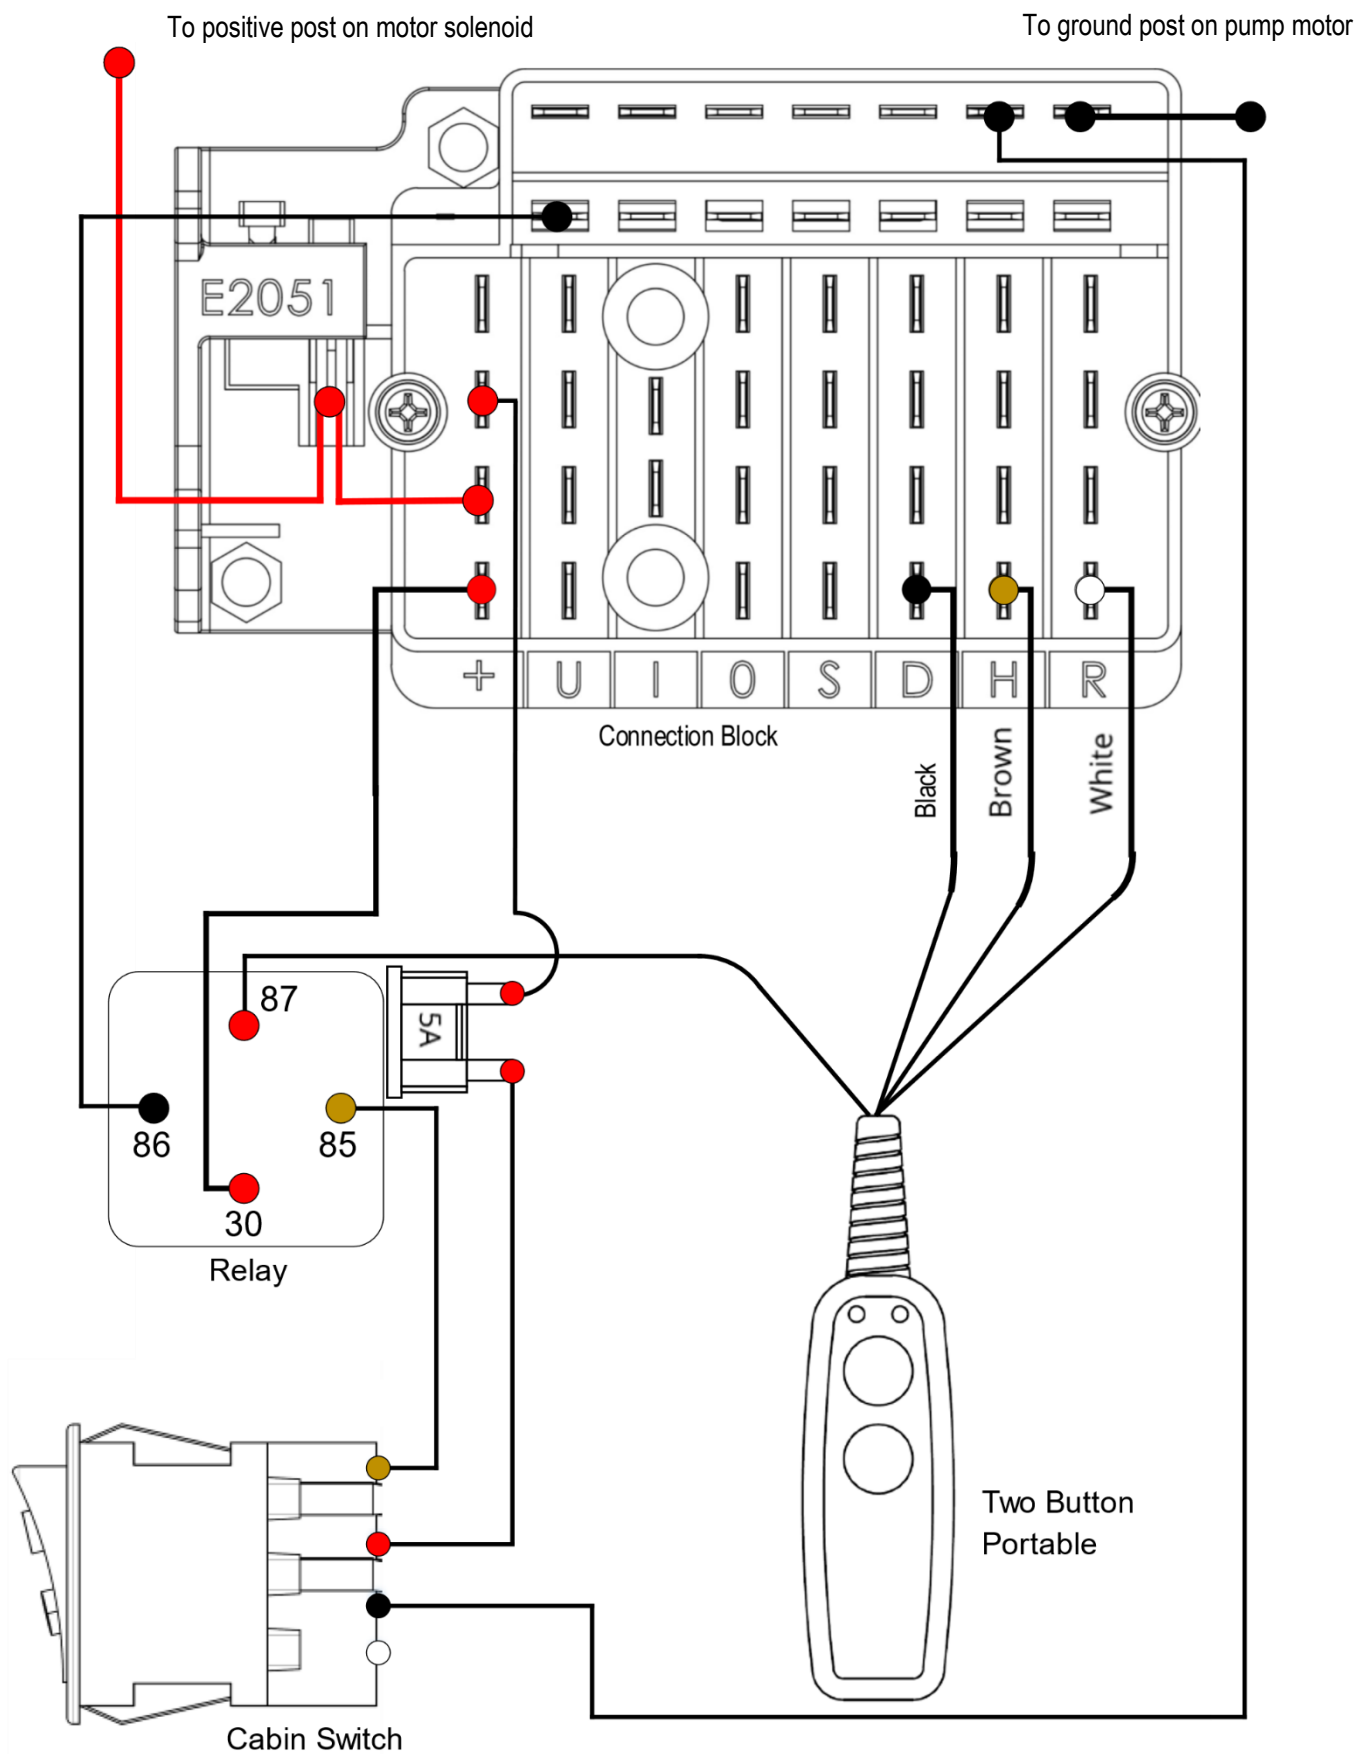 To positive post on motor solenoid
To ground post on pump motor
E2051
+ U I 0 S D H R
Connection Block
Black
Brown
White
87
5A
86
85
30
Relay
Two Button
Portable
Cabin Switch